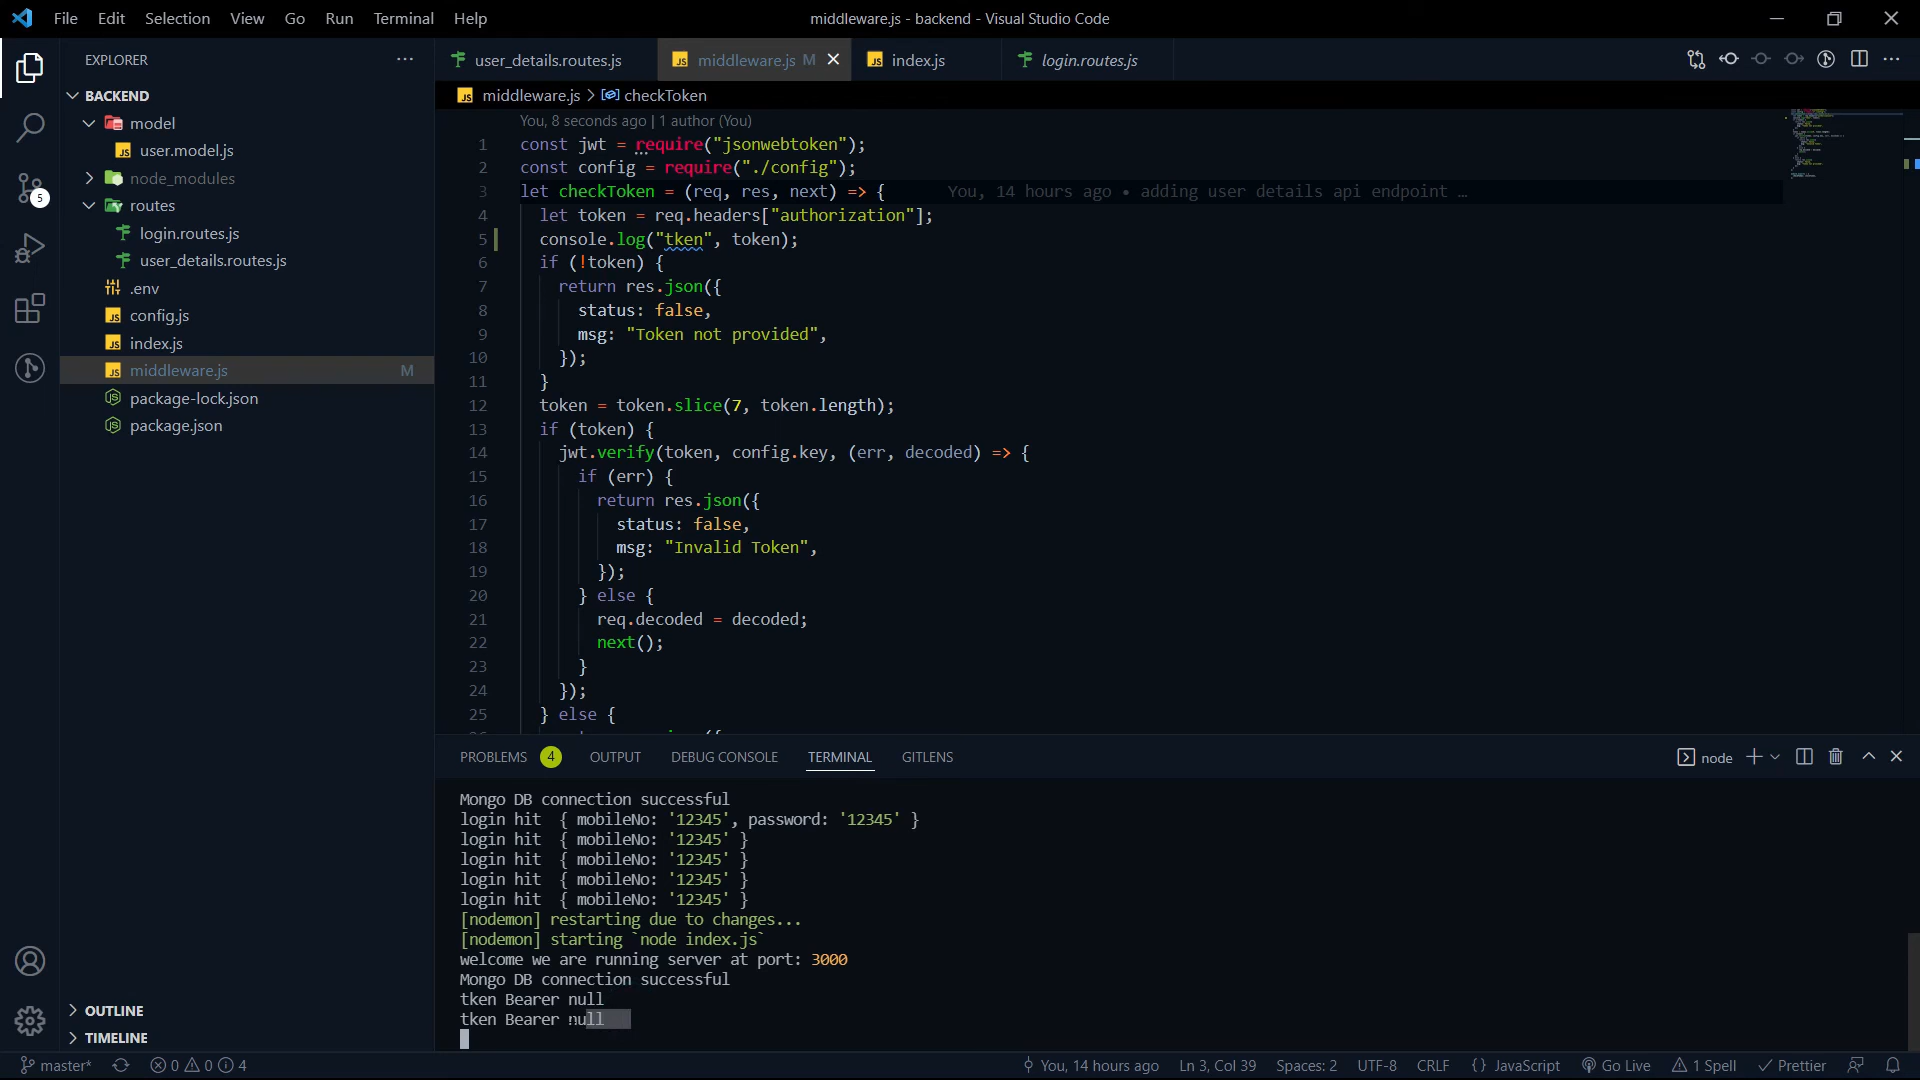 File Edit Selection View Go Run Terminal Help
middleware.js - backend - Visual Studio Code
EXPLORER
BACKEND
model
user.model.js
node_modules
routes
login.routes.js
user_details.routes.js
.env
config.js
index.js
middleware.js M
package-lock.json
package.json
OUTLINE
TIMELINE
5
user_details.routes.js
middleware.js M
index.js
login.routes.js
middleware.js > checkToken
You, 8 seconds ago | 1 author (You)
1 const jwt = require("jsonwebtoken");
2 const config = require("./config");
3 let checkToken = (req, res, next) => { You, 14 hours ago • adding user details api endpoint …
4 let token = req.headers["authorization"];
5 console.log("tken", token);
6 if (!token) {
7 return res.json({
8 status: false,
9 msg: "Token not provided",
10 });
11 }
12 token = token.slice(7, token.length);
13 if (token) {
14 jwt.verify(token, config.key, (err, decoded) => {
15 if (err) {
16 return res.json({
17 status: false,
18 msg: "Invalid Token",
19 });
20 } else {
21 req.decoded = decoded;
22 next();
23 }
24 });
25 } else {
PROBLEMS 4 OUTPUT DEBUG CONSOLE TERMINAL GITLENS
node
Mongo DB connection successful
login hit { mobileNo: '12345', password: '12345' }
login hit { mobileNo: '12345' }
login hit { mobileNo: '12345' }
login hit { mobileNo: '12345' }
login hit { mobileNo: '12345' }
[nodemon] restarting due to changes...
[nodemon] starting `node index.js`
welcome we are running server at port: 3000
Mongo DB connection successful
tken Bearer null
tken Bearer null
master* 0 0 4 You, 14 hours ago Ln 3, Col 39 Spaces: 2 UTF-8 CRLF {} JavaScript Go Live 1 Spell Prettier